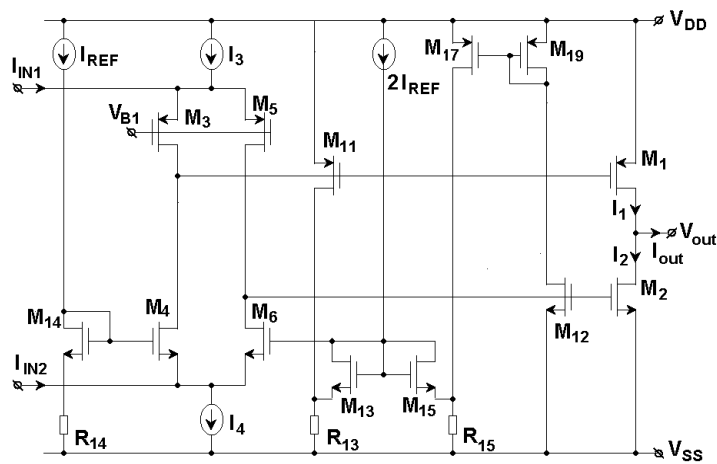 V_DD
I_REF
I_3
2I_REF
M_17
M_19
I_IN1
V_B1
M_3
M_5
M_11
M_1
I_1
V_out
I_out
I_2
M_14
M_4
M_6
M_2
M_12
I_IN2
M_13
M_15
I_4
R_14
R_13
R_15
V_SS